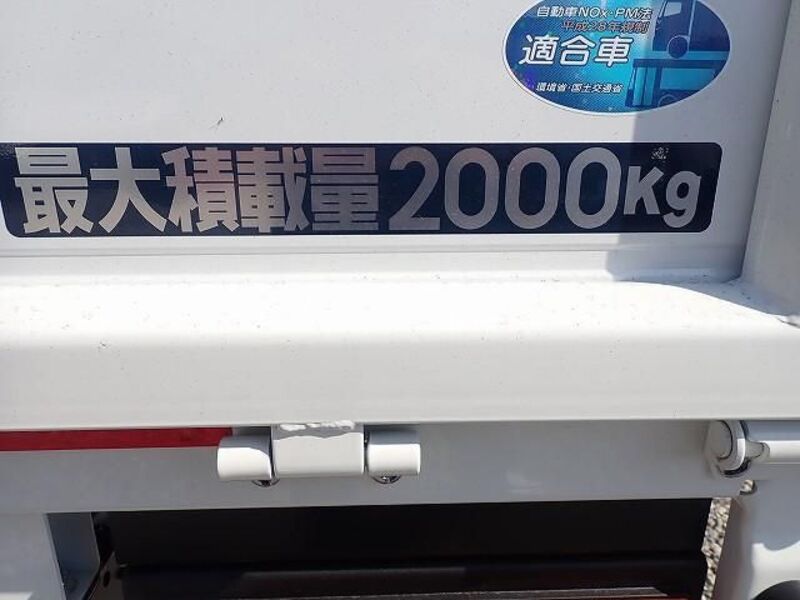 自動車NOx・PM法
平成28年規制
適合車
環境省・国土交通省
最大積載量2000Kg